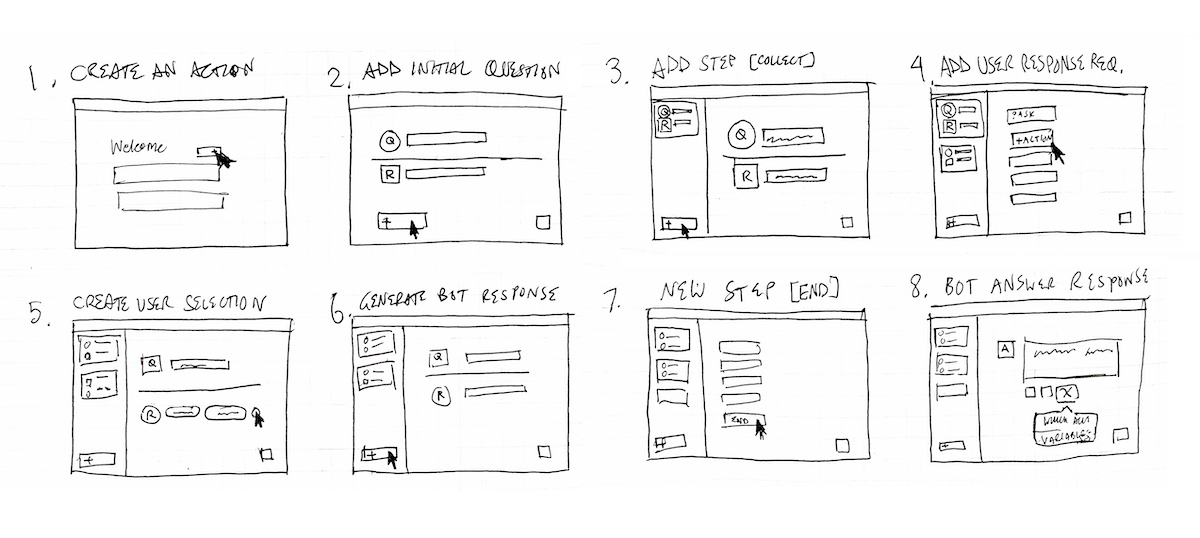 1. CREATE AN ACTION
2. ADD INITIAL QUESTION
3. ADD STEP [COLLECT]
4. ADD USER RESPONSE REQ.
Welcome
+
Q
R
+
Q
R
Q
R
+
Q
R
?ASK
+ACTION
+
5. CREATE USER SELECTION
6. GENERATE BOT RESPONSE
7. NEW STEP [END]
8. BOT ANSWER RESPONSE
Q
R
+
Q
R
+
END
+
A
X
VARIABLES
+